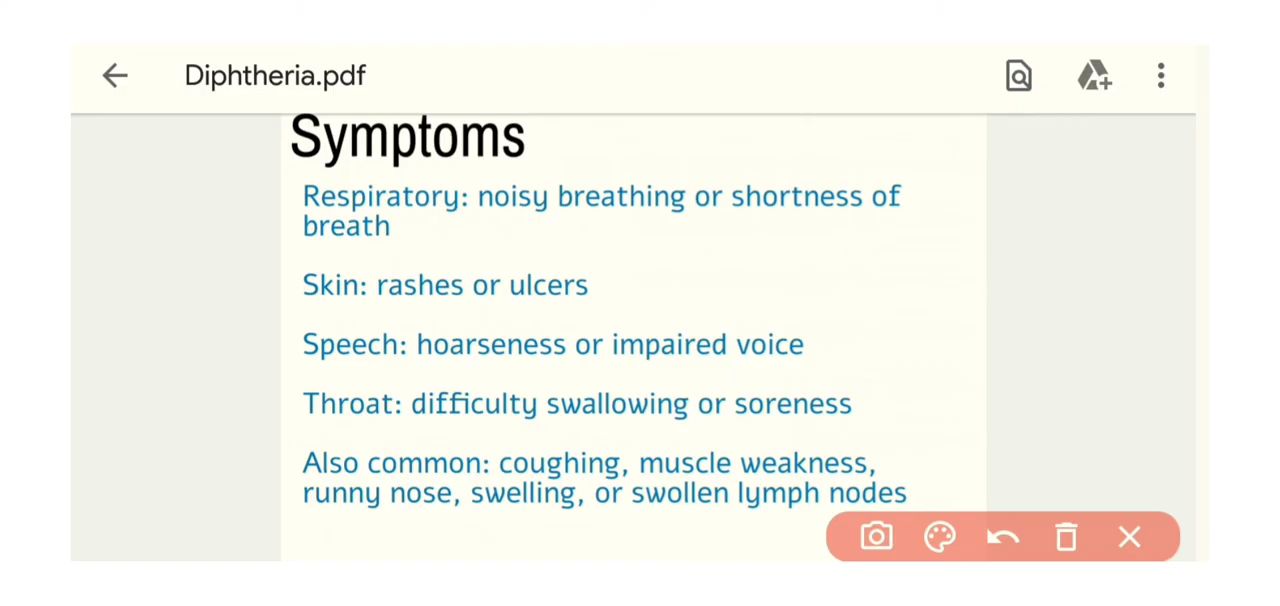 Diphtheria.pdf
Symptoms
Respiratory: noisy breathing or shortness of
breath
Skin: rashes or ulcers
Speech: hoarseness or impaired voice
Throat: difficulty swallowing or soreness
Also common: coughing, muscle weakness,
runny nose, swelling, or swollen lymph nodes